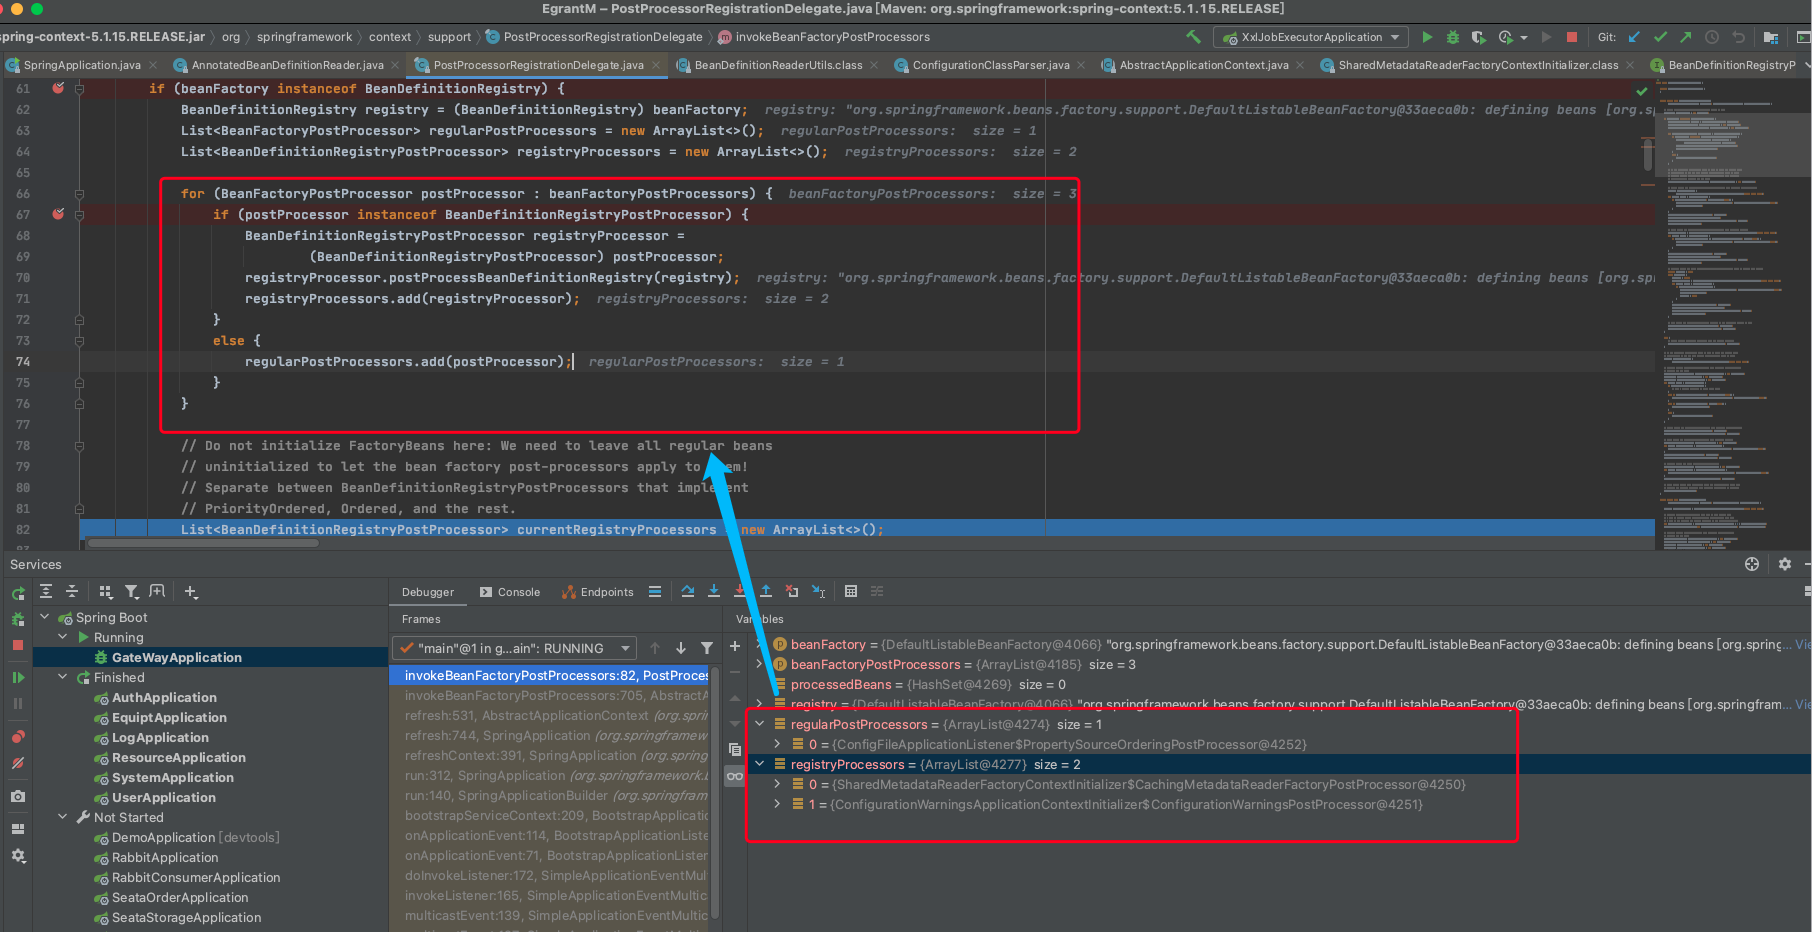 EgrantM – PostProcessorRegistrationDelegate.java [Maven: org.springframework:spring-context:5.1.15.RELEASE]
spring-context-5.1.15.RELEASE.jar org springframework context support PostProcessorRegistrationDelegate invokeBeanFactoryPostProcessors XxlJobExecutorApplication Git:
SpringApplication.java AnnotatedBeanDefinitionReader.java PostProcessorRegistrationDelegate.java BeanDefinitionReaderUtils.class ConfigurationClassParser.java AbstractApplicationContext.java SharedMetadataReaderFactoryContextInitializer.class BeanDefinitionRegistryP
61 if (beanFactory instanceof BeanDefinitionRegistry) {
62 BeanDefinitionRegistry registry = (BeanDefinitionRegistry) beanFactory; registry: "org.springframework.beans.factory.support.DefaultListableBeanFactory@33aeca0b: defining beans [org.s
63 List<BeanFactoryPostProcessor> regularPostProcessors = new ArrayList<>(); regularPostProcessors: size = 1
64 List<BeanDefinitionRegistryPostProcessor> registryProcessors = new ArrayList<>(); registryProcessors: size = 2
65
66 for (BeanFactoryPostProcessor postProcessor : beanFactoryPostProcessors) { beanFactoryPostProcessors: size = 3
67 if (postProcessor instanceof BeanDefinitionRegistryPostProcessor) {
68 BeanDefinitionRegistryPostProcessor registryProcessor =
69 (BeanDefinitionRegistryPostProcessor) postProcessor;
70 registryProcessor.postProcessBeanDefinitionRegistry(registry); registry: "org.springframework.beans.factory.support.DefaultListableBeanFactory@33aeca0b: defining beans [org.sp
71 registryProcessors.add(registryProcessor); registryProcessors: size = 2
72 }
73 else {
74 regularPostProcessors.add(postProcessor); regularPostProcessors: size = 1
75 }
76 }
77
78 // Do not initialize FactoryBeans here: We need to leave all regular beans
79 // uninitialized to let the bean factory post-processors apply to them!
80 // Separate between BeanDefinitionRegistryPostProcessors that implement
81 // PriorityOrdered, Ordered, and the rest.
82 List<BeanDefinitionRegistryPostProcessor> currentRegistryProcessors = new ArrayList<>();
Services
Debugger Console Endpoints
Spring Boot
Running
GateWayApplication
Finished
AuthApplication
EquiptApplication
LogApplication
ResourceApplication
SystemApplication
UserApplication
Not Started
DemoApplication [devtools]
RabbitApplication
RabbitConsumerApplication
SeataOrderApplication
SeataStorageApplication
Frames
"main"@1 in g...ain": RUNNING
invokeBeanFactoryPostProcessors:82, PostProces
invokeBeanFactoryPostProcessors:705, AbstractA
refresh:531, AbstractApplicationContext (org.sprin
refresh:744, SpringApplication (org.springframew
refreshContext:391, SpringApplication (org.spring
run:312, SpringApplication (org.springframework.b
run:140, SpringApplicationBuilder (org.springfram
bootstrapServiceContext:209, BootstrapApplicatio
onApplicationEvent:114, BootstrapApplicationListe
onApplicationEvent:71, BootstrapApplicationListen
doInvokeListener:172, SimpleApplicationEventMul
invokeListener:165, SimpleApplicationEventMultic
multicastEvent:139, SimpleApplicationEventMultic
Variables
beanFactory = {DefaultListableBeanFactory@4066} "org.springframework.beans.factory.support.DefaultListableBeanFactory@33aeca0b: defining beans [org.spring... Vie
beanFactoryPostProcessors = {ArrayList@4185} size = 3
processedBeans = {HashSet@4269} size = 0
registry = {DefaultListableBeanFactory@4066} "org.springframework.beans.factory.support.DefaultListableBeanFactory@33aeca0b: defining beans [org.springfram... Vie
regularPostProcessors = {ArrayList@4274} size = 1
0 = {ConfigFileApplicationListener$PropertySourceOrderingPostProcessor@4252}
registryProcessors = {ArrayList@4277} size = 2
0 = {SharedMetadataReaderFactoryContextInitializer$CachingMetadataReaderFactoryPostProcessor@4250}
1 = {ConfigurationWarningsApplicationContextInitializer$ConfigurationWarningsPostProcessor@4251}